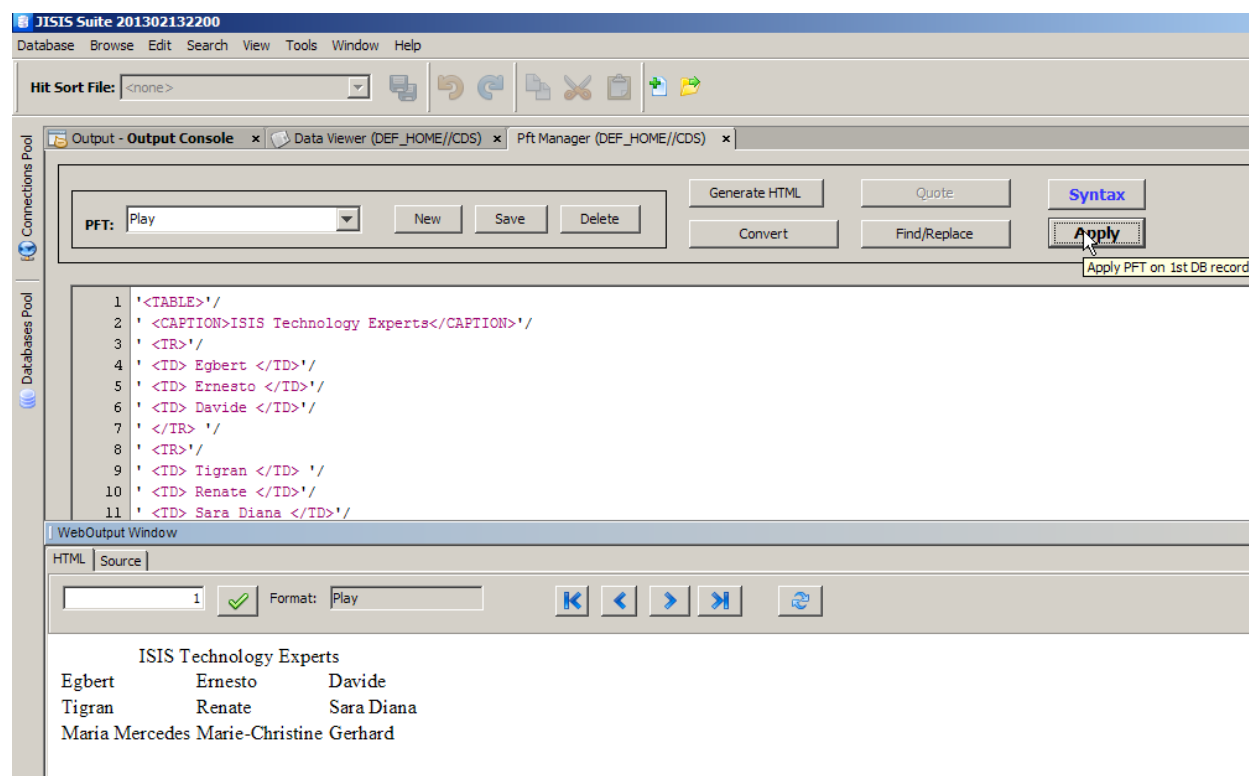 JISIS Suite 201302132200
Database Browse Edit Search View Tools Window Help
Hit Sort File: <none>
Connections Pool
Databases Pool
Output - Output Console x Data Viewer (DEF_HOME//CDS) x Pft Manager (DEF_HOME//CDS) x
PFT: Play New Save Delete
Generate HTML Quote Syntax
Convert Find/Replace Apply
Apply PFT on 1st DB record
1 '<TABLE>'/
2 ' <CAPTION>ISIS Technology Experts</CAPTION>'/
3 ' <TR>'/
4 ' <TD> Egbert </TD>'/
5 ' <TD> Ernesto </TD>'/
6 ' <TD> Davide </TD>'/
7 ' </TR> '/
8 ' <TR>'/
9 ' <TD> Tigran </TD> '/
10 ' <TD> Renate </TD>'/
11 ' <TD> Sara Diana </TD>'/
WebOutput Window
HTML Source
1 Format: Play
ISIS Technology Experts
Egbert Ernesto Davide
Tigran Renate Sara Diana
Maria Mercedes Marie-Christine Gerhard